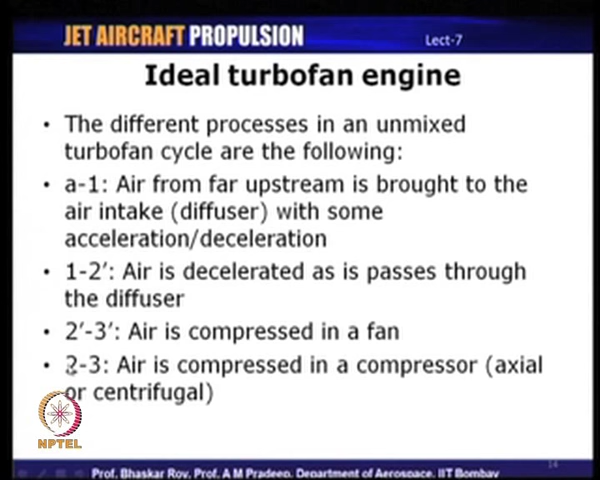 JET AIRCRAFT PROPULSION
Lect-7
Ideal turbofan engine
• The different processes in an unmixed
turbofan cycle are the following:
• a-1: Air from far upstream is brought to the
air intake (diffuser) with some
acceleration/deceleration
• 1-2′: Air is decelerated as is passes through
the diffuser
• 2′-3′: Air is compressed in a fan
• 2-3: Air is compressed in a compressor (axial
or centrifugal)
NPTEL
14
Prof. Bhaskar Roy, Prof. A M Pradeep, Department of Aerospace, IIT Bombay